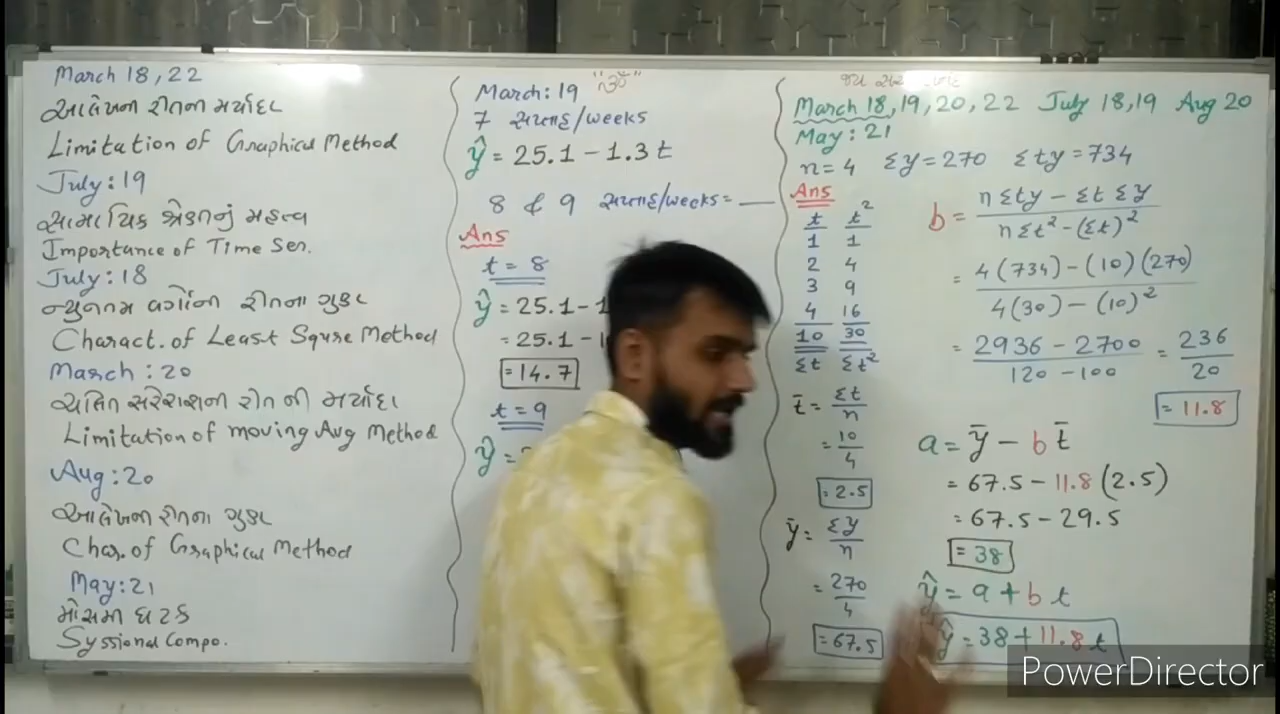 March 18, 22
આલેખની રીતની મર્યાદા
Limitation of Graphical Method
July: 19
સામાયિક શ્રેણીનું મહત્વ
Importance of Time Ser.
July: 18
ન્યુનતમ વર્ગોની રીતના ગુણ
Charact. of Least Squre Method
March: 20
ચલિત સરેરાશની રીત ની મર્યાદા
Limitation of moving Avg Method
Aug: 20
આલેખની રીતના ગુણ
Char. of Graphical Method
May: 21
મોસમી ઘટક
Syssional Compo.
March: 19
7 સપ્તાહ/weeks
ŷ = 25.1 - 1.3 t
8 & 9 સપ્તાહ/weeks = __
Ans
t = 8
ŷ = 25.1 - 1
= 25.1 - 1
= 14.7
t = 9
ŷ =
જય
March 18, 19, 20, 22 July 18, 19 Aug 20
May: 21
n = 4 Σy = 270 Σty = 734
Ans
t t²
1 1
2 4
3 9
4 16
10 30
Σt Σt²
t̄ = Σt / n
= 10 / 4
= 2.5
ȳ = Σy / n
= 270 / 4
= 67.5
b = n Σty - Σt Σy / n Σt² - (Σt)²
= 4(734) - (10)(270) / 4(30) - (10)²
= 2936 - 2700 / 120 - 100 = 236 / 20
= 11.8
a = ȳ - b t̄
= 67.5 - 11.8 (2.5)
= 67.5 - 29.5
= 38
ŷ = a + b t
ŷ = 38 + 11.8 t
PowerDirector